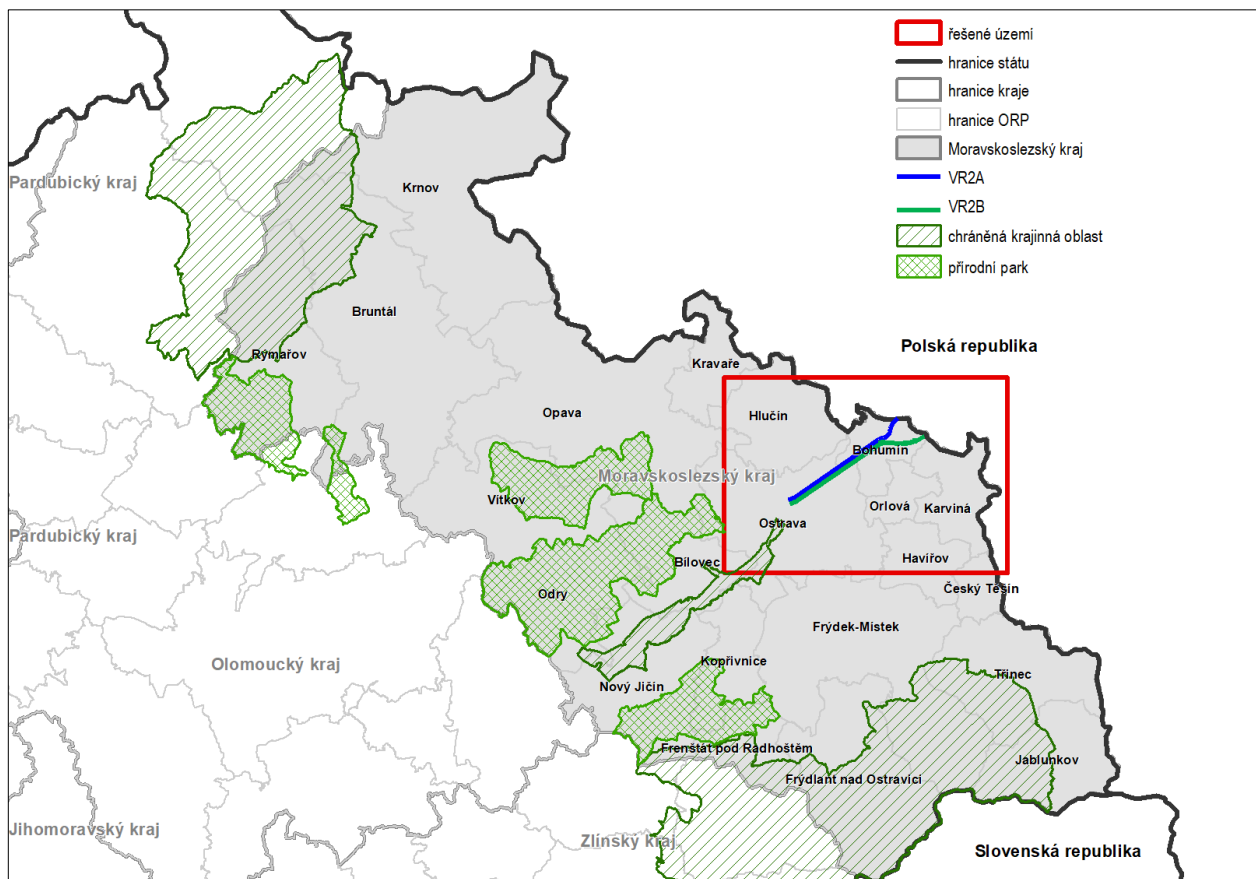 řešené území
hranice státu
hranice kraje
hranice ORP
Moravskoslezský kraj
VR2A
VR2B
chráněná krajinná oblast
přírodní park
Pardubický kraj
Krnov
Bruntál
Rýmařov
Polská republika
Kravaře
Opava
Hlučín
Bohumín
Moravskoslezský kraj
Vítkov
Orlová
Karviná
Ostrava
Pardubický kraj
Bílovec
Havířov
Odry
Český Těšín
Frýdek-Místek
Olomoucký kraj
Kopřivnice
Třinec
Nový Jičín
Frenštát pod Radhoštěm
Jablunkov
Frýdlant nad Ostravicí
Jihomoravský kraj
Zlínský kraj
Slovenská republika